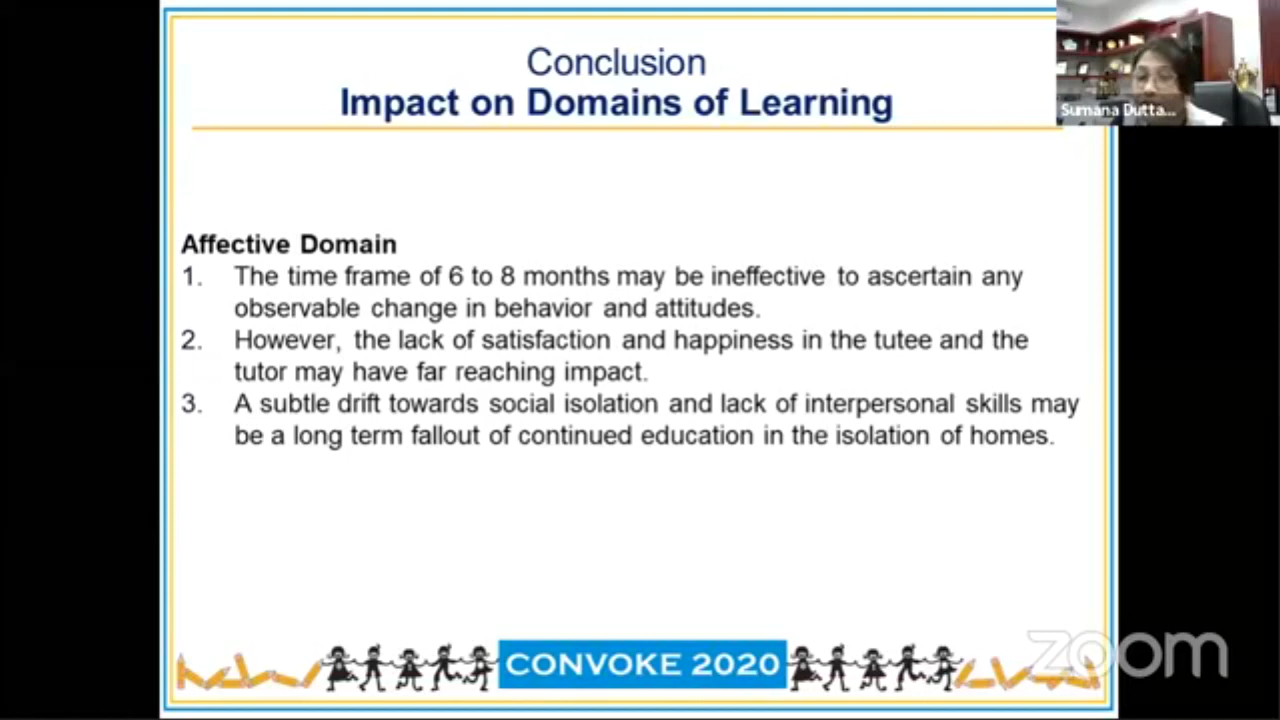 Conclusion
Impact on Domains of Learning
Sumana Dutta...
Affective Domain
1. The time frame of 6 to 8 months may be ineffective to ascertain any
observable change in behavior and attitudes.
2. However, the lack of satisfaction and happiness in the tutee and the
tutor may have far reaching impact.
3. A subtle drift towards social isolation and lack of interpersonal skills may
be a long term fallout of continued education in the isolation of homes.
CONVOKE 2020
zoom